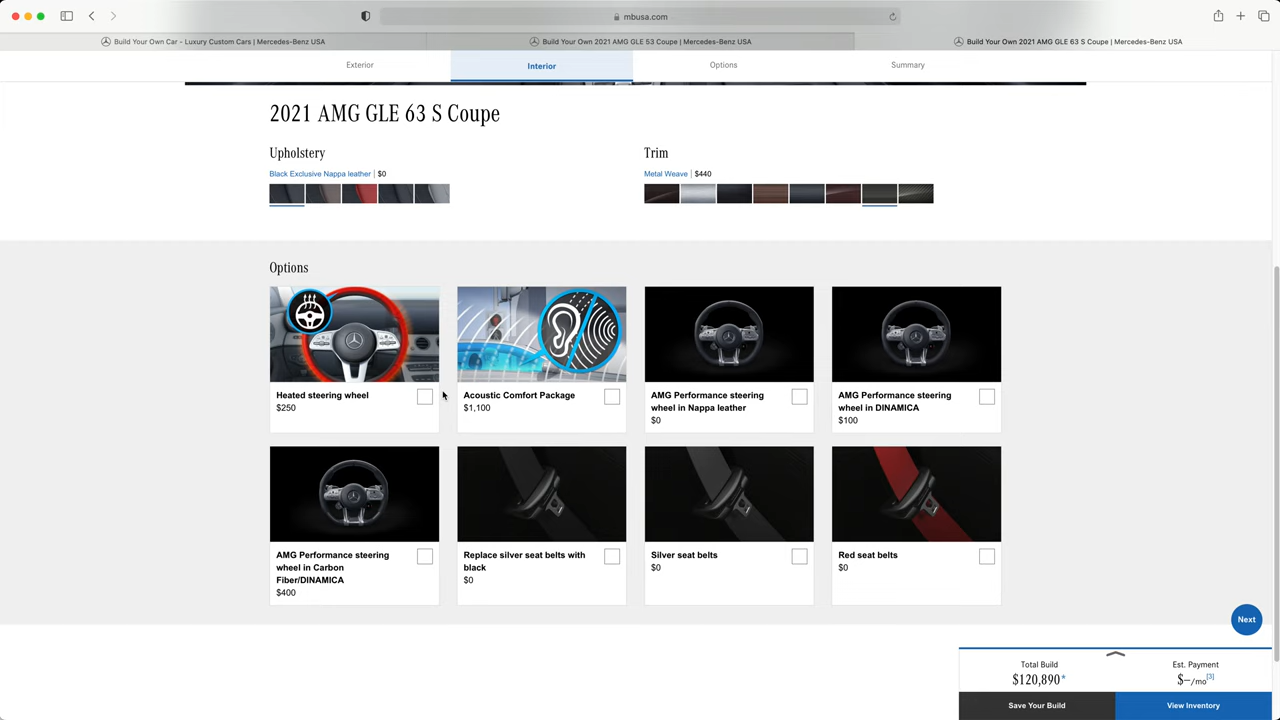 mbusa.com
Build Your Own Car - Luxury Custom Cars | Mercedes-Benz USA
Build Your Own 2021 AMG GLE 53 Coupe | Mercedes-Benz USA
Build Your Own 2021 AMG GLE 63 S Coupe | Mercedes-Benz USA
Exterior
Interior
Options
Summary
2021 AMG GLE 63 S Coupe
Upholstery
Trim
Black Exclusive Nappa leather | $0
Metal Weave | $440
Options
Heated steering wheel
$250
Acoustic Comfort Package
$1,100
AMG Performance steering
wheel in Nappa leather
$0
AMG Performance steering
wheel in DINAMICA
$100
AMG Performance steering
wheel in Carbon
Fiber/DINAMICA
$400
Replace silver seat belts with
black
$0
Silver seat belts
$0
Red seat belts
$0
Next
Total Build
$120,890*
Est. Payment
$–/mo[3]
Save Your Build
View Inventory